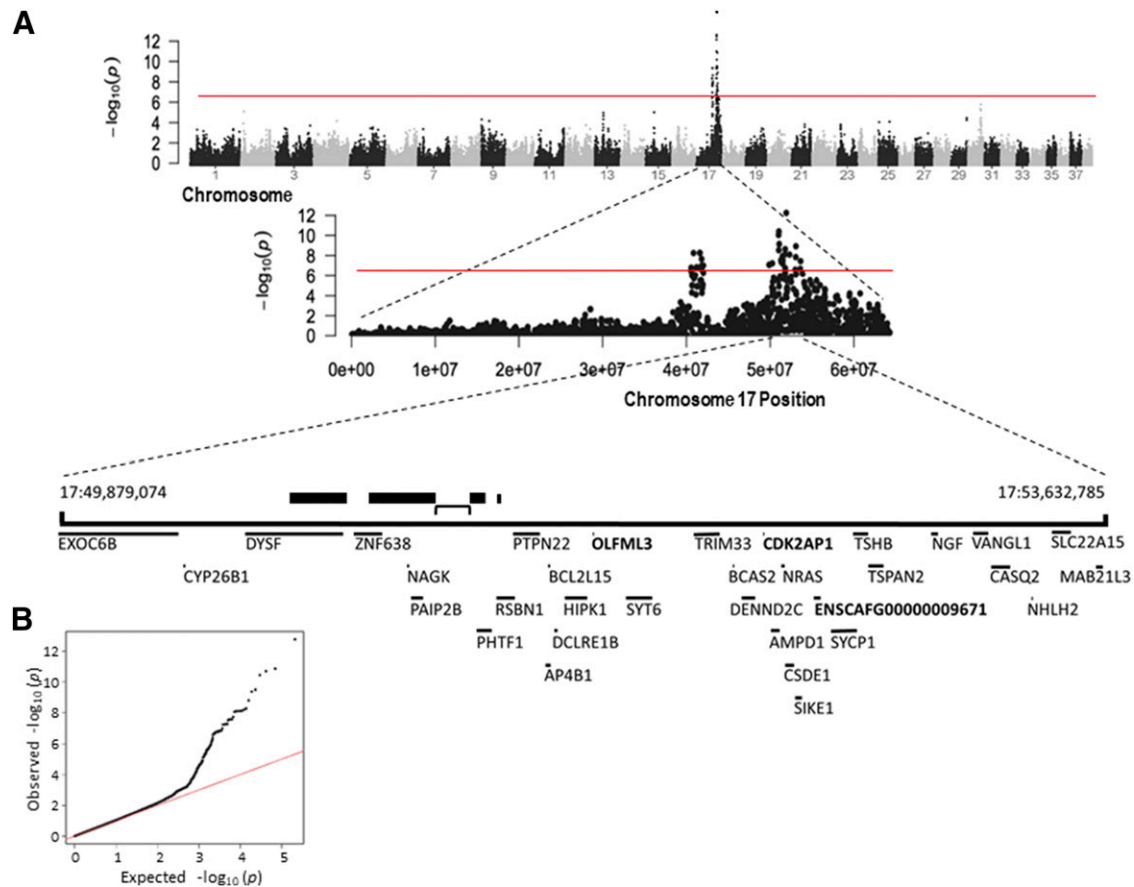 A
12
10
8
6
4
2
0
−log10(p)
1 3 5 7 9 11 13 15 17 19 21 23 25 27 29 31 33 35 37
Chromosome
12
10
8
6
4
2
0
−log10(p)
0e+00 1e+07 2e+07 3e+07 4e+07 5e+07 6e+07
Chromosome 17 Position
17:49,879,074 17:53,632,785
EXOC6B DYSF ZNF638 PTPN22 OLFML3 TRIM33 CDK2AP1 TSHB NGF VANGL1 SLC22A15
CYP26B1 NAGK BCL2L15 BCAS2 NRAS TSPAN2 CASQ2 MAB21L3
PAIP2B RSBN1 HIPK1 SYT6 DENND2C ENSCAFG00000009671 NHLH2
PHTF1 DCLRE1B AMPD1 SYCP1
AP4B1 CSDE1
SIKE1
B
12
10
8
6
4
2
0
Observed -log10(p)
0 1 2 3 4 5
Expected -log10(p)